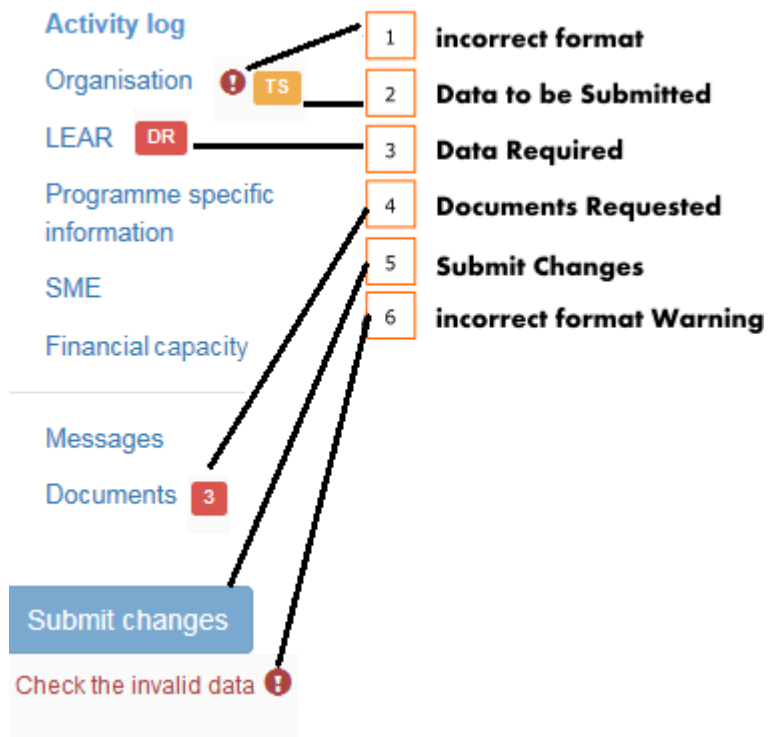 Activity log
1 incorrect format
Organisation ! TS
2 Data to be Submitted
LEAR DR
3 Data Required
Programme specific
information
4 Documents Requested
5 Submit Changes
SME
6 incorrect format Warning
Financial capacity
Messages
Documents 3
Submit changes
Check the invalid data !